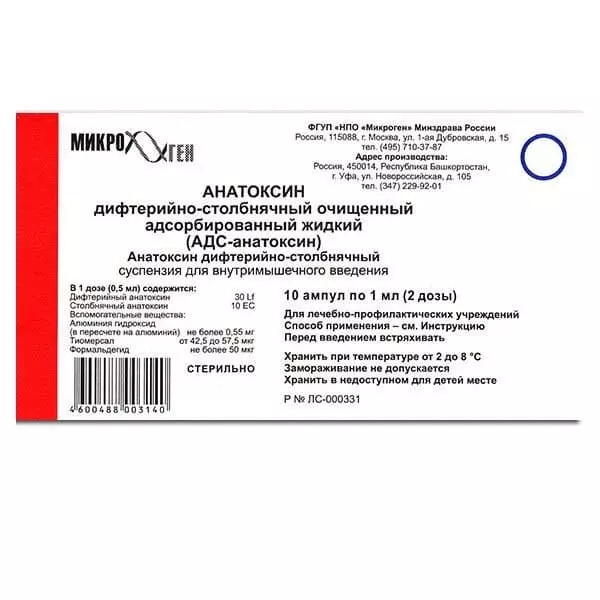 МИКРОГЕН
ФГУП «НПО «Микроген» Минздрава России
Россия, 115088, г. Москва, ул. 1-ая Дубровская, д. 15
тел. (495) 710-37-87
Адрес производства:
Россия, 450014, Республика Башкортостан,
г. Уфа, ул. Новороссийская, д. 105
тел. (347) 229-92-01
АНАТОКСИН
дифтерийно-столбнячный очищенный
адсорбированный жидкий
(АДС-анатоксин)
Анатоксин дифтерийно-столбнячный
суспензия для внутримышечного введения
В 1 дозе (0,5 мл) содержится:
Дифтерийный анатоксин 30 Lf
Столбнячный анатоксин 10 ЕС
Вспомогательные вещества:
Алюминия гидроксид
(в пересчете на алюминий) не более 0,55 мг
Тиомерсал от 42,5 до 57,5 мкг
Формальдегид не более 50 мкг
СТЕРИЛЬНО
4600488003140
10 ампул по 1 мл (2 дозы)
Для лечебно-профилактических учреждений
Способ применения – см. Инструкцию
Перед введением встряхивать
Хранить при температуре от 2 до 8 °С
Замораживание не допускается
Хранить в недоступном для детей месте
Р № ЛС-000331